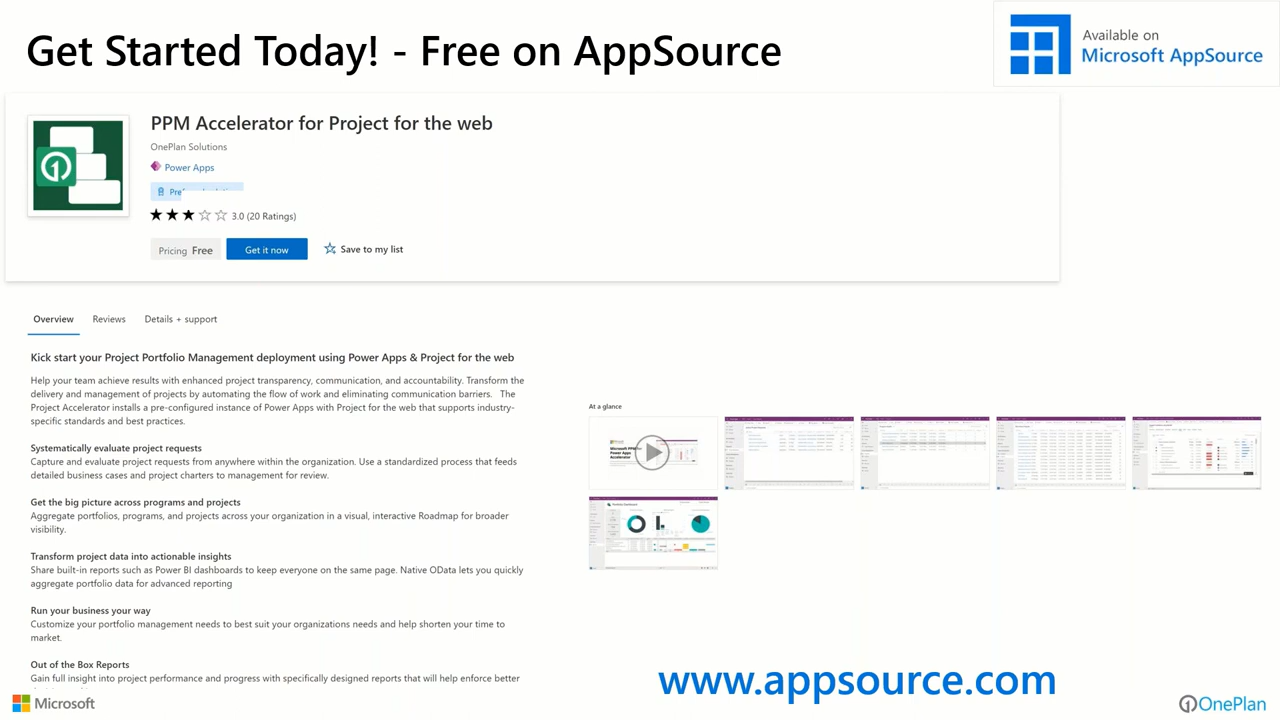 Get Started Today! - Free on AppSource
Available on
Microsoft AppSource
PPM Accelerator for Project for the web
OnePlan Solutions
Power Apps
3.0 (20 Ratings)
Pricing Free
Get it now
Save to my list
Overview
Reviews
Details + support
Kick start your Project Portfolio Management deployment using Power Apps & Project for the web
Help your team achieve results with enhanced project transparency, communication, and accountability. Transform the
delivery and management of projects by automating the flow of work and eliminating communication barriers. The
Project Accelerator installs a pre-configured instance of Power Apps with Project for the web that supports industry-
specific standards and best practices.
Systematically evaluate project requests
Capture and evaluate project requests from anywhere within the organization. Use a standardized process that feeds
detailed business cases and project charters to management for review.
Get the big picture across programs and projects
Aggregate portfolios, programs, and projects across your organization in a visual, interactive Roadmap for broader
visibility.
Transform project data into actionable insights
Share built-in reports such as Power BI dashboards to keep everyone on the same page. Native OData lets you quickly
aggregate portfolio data for advanced reporting
Run your business your way
Customize your portfolio management needs to best suit your organizations needs and help shorten your time to
market.
Out of the Box Reports
Gain full insight into project performance and progress with specifically designed reports that will help enforce better
At a glance
www.appsource.com
Microsoft
OnePlan